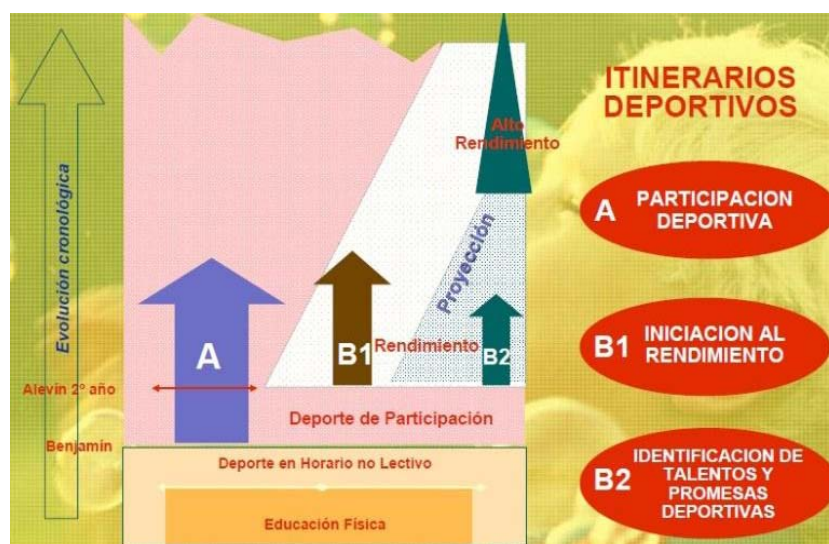 ITINERARIOS
DEPORTIVOS
Evolución cronológica
Alto
Rendimiento
Proyección
A
B1
Rendimiento
B2
Alevín 2º año
Deporte de Participación
Benjamín
Deporte en Horario no Lectivo
Educación Física
A
PARTICIPACION
DEPORTIVA
B1
INICIACION AL
RENDIMIENTO
B2
IDENTIFICACION DE
TALENTOS Y
PROMESAS
DEPORTIVAS